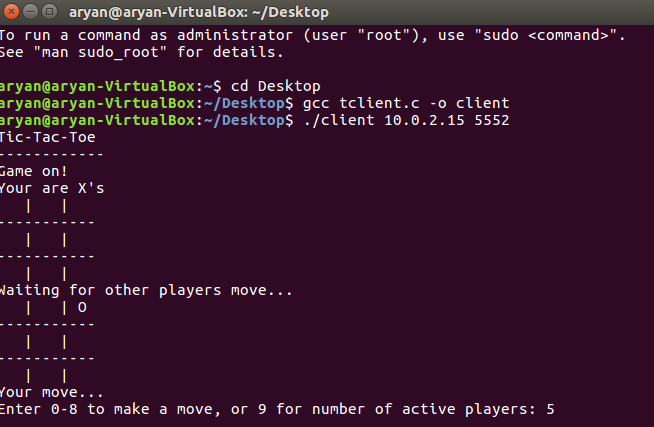 aryan@aryan-VirtualBox: ~/Desktop
To run a command as administrator (user "root"), use "sudo <command>".
See "man sudo_root" for details.
aryan@aryan-VirtualBox:~$ cd Desktop
aryan@aryan-VirtualBox:~/Desktop$ gcc tclient.c -o client
aryan@aryan-VirtualBox:~/Desktop$ ./client 10.0.2.15 5552
Tic-Tac-Toe
------------
Game on!
Your are X's
   |   |
-----------
   |   |
-----------
   |   |
Waiting for other players move...
   |   | O
-----------
   |   |
-----------
   |   |
Your move...
Enter 0-8 to make a move, or 9 for number of active players: 5